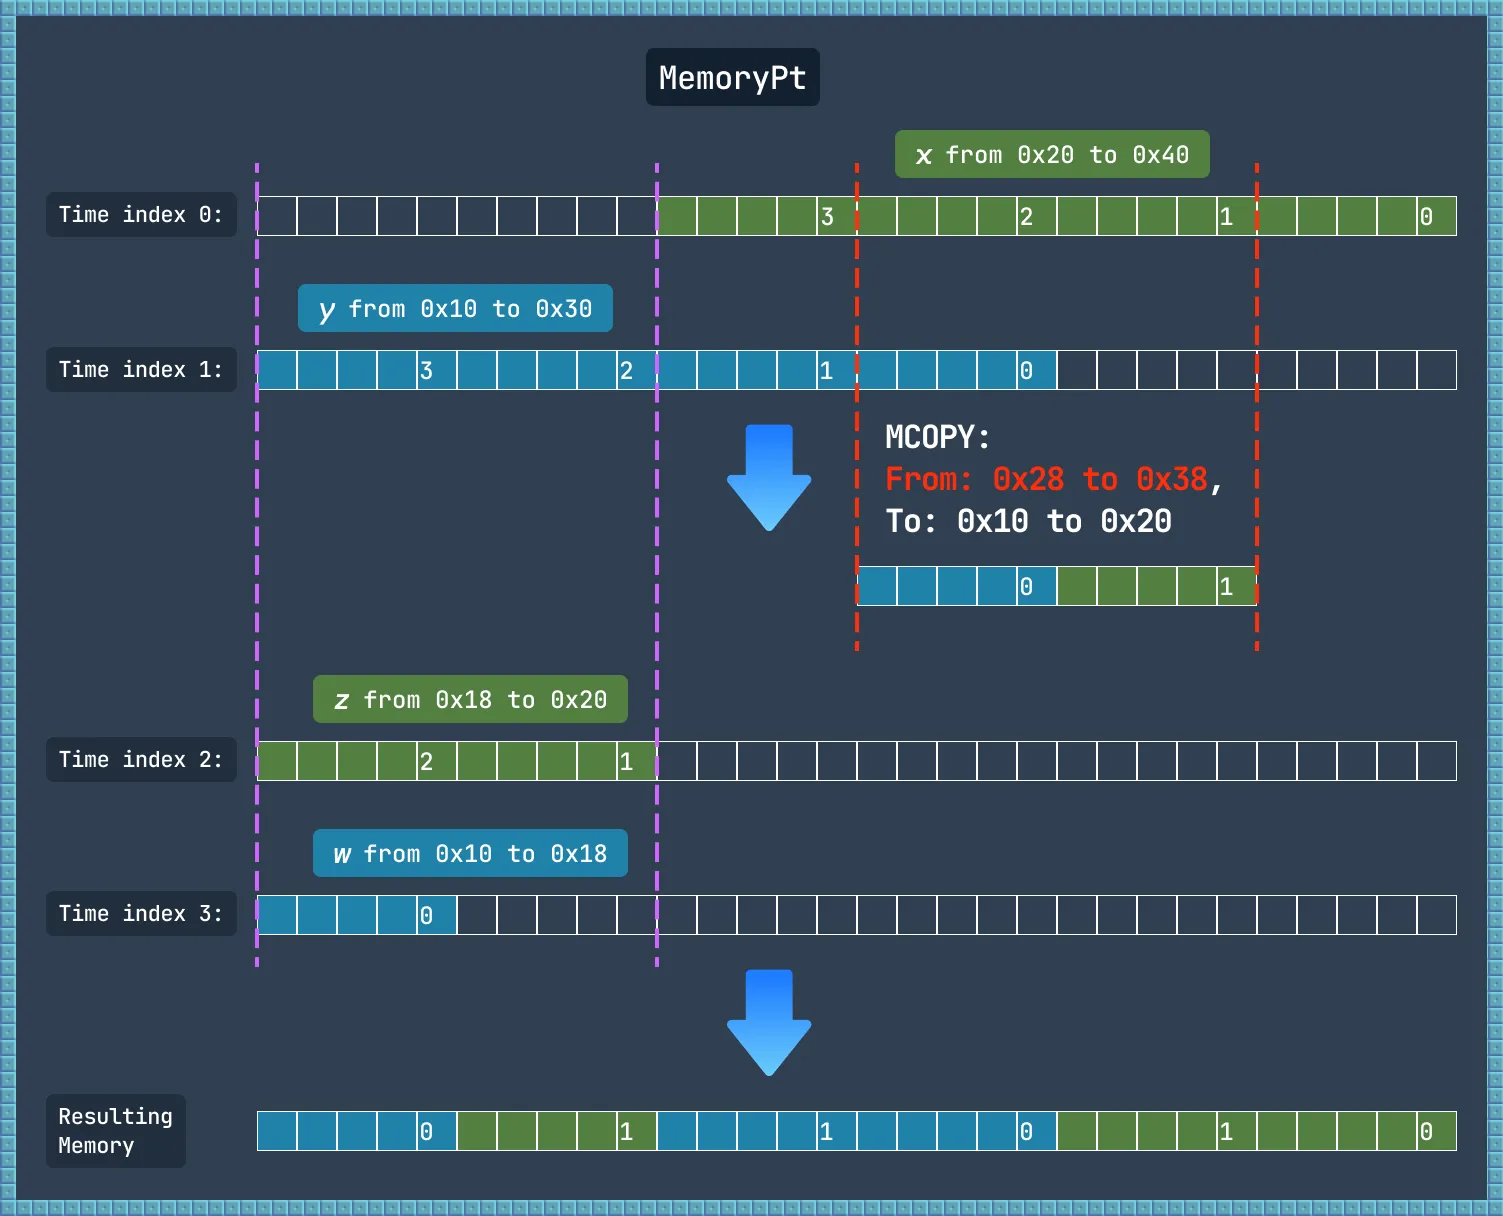 MemoryPt
x from 0x20 to 0x40
Time index 0:
3 2 1 0
y from 0x10 to 0x30
Time index 1:
3 2 1 0
MCOPY:
From: 0x28 to 0x38,
To: 0x10 to 0x20
0 1
z from 0x18 to 0x20
Time index 2:
2 1
w from 0x10 to 0x18
Time index 3:
0
Resulting
Memory
0 1 1 0 1 0